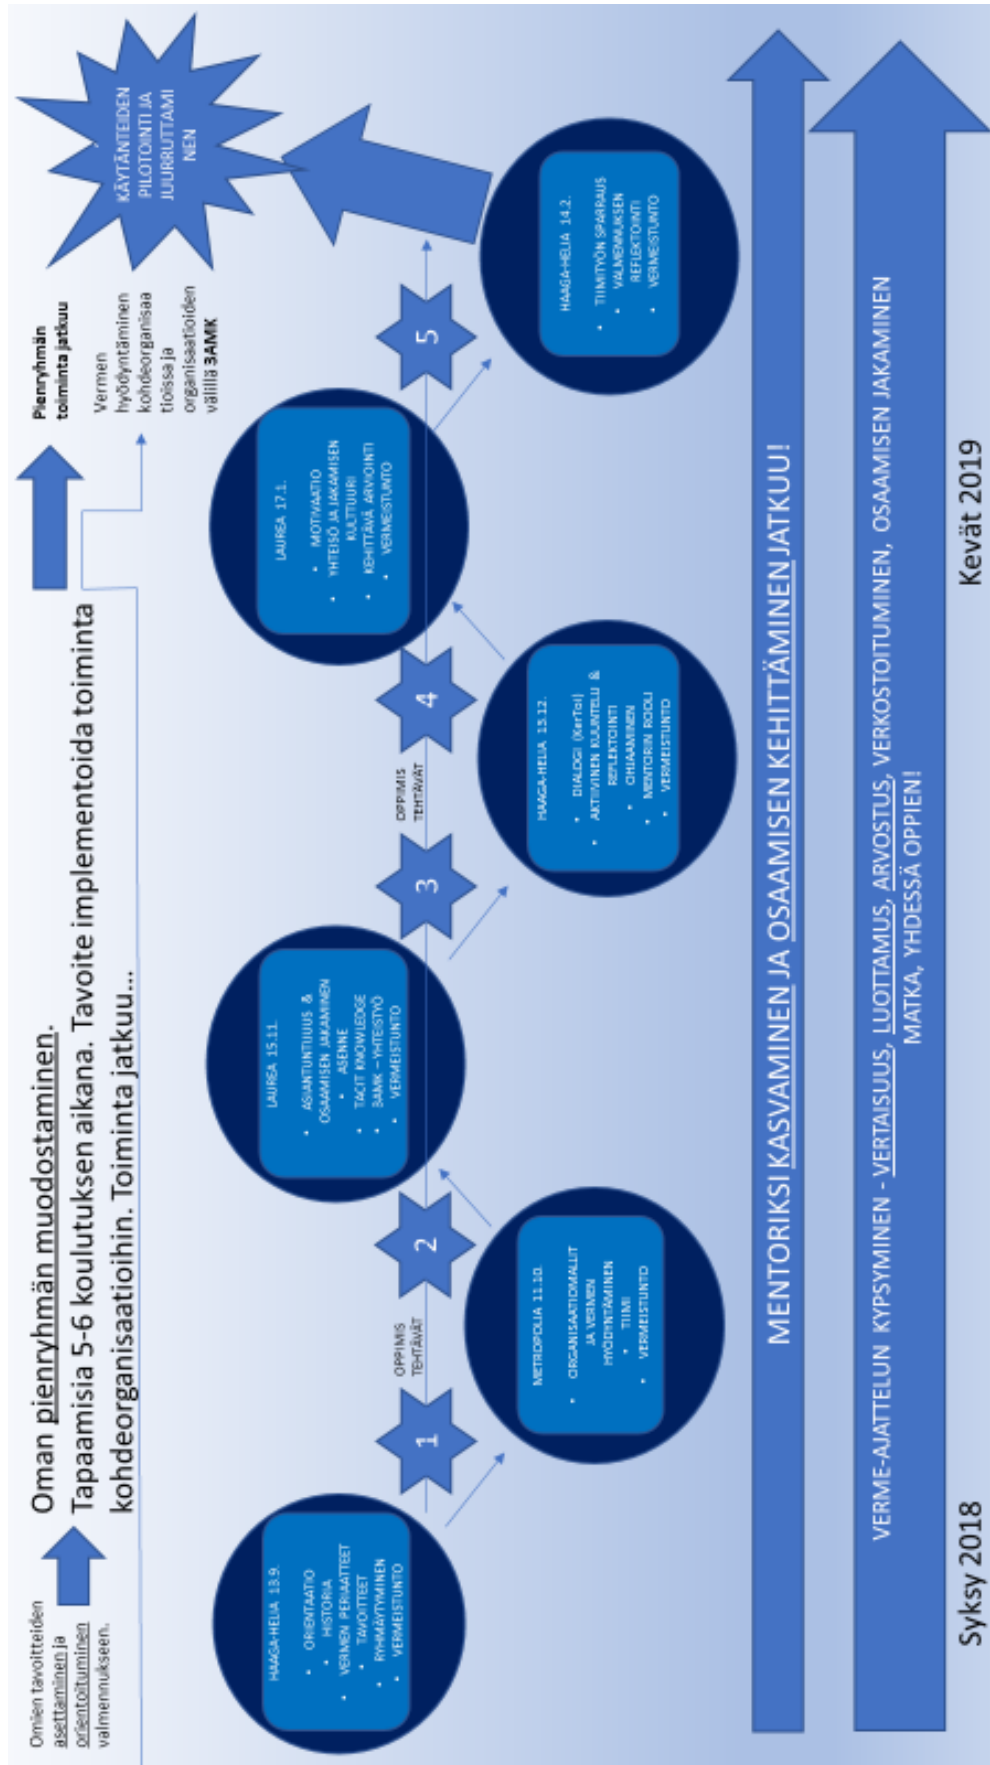 Omien tavoitteiden
asettaminen ja
orientoituminen
valmennukseen.
Oman pienryhmän muodostaminen.
Tapaamisia 5-6 koulutuksen aikana. Tavoite implementoida toiminta
kohdeorganisaatioihin. Toiminta jatkuu...
Pienryhmän
toiminta jatkuu
Vermen
hyödyntäminen
kohdeorganisaa
tioissa ja
organisaatioiden
välillä 3AMK
KÄYTÄNTEIDEN
PILOTOINTI JA
JUURRUTTAMI
NEN
HAAGA-HELIA 13.9.
• ORIENTAATIO
• HISTORIA
• VERMEN PERIAATTEET
• TAVOITTEET
• RYHMÄYTYMINEN
• VERMEISTUNTO
1
OPPIMIS
TEHTÄVÄT
METROPOLIA 11.10.
• ORGANISAATIOMALLIT
JA VERMEN
HYÖDYNTÄMINEN
• TIIMI
• VERMEISTUNTO
2
LAUREA 15.11.
• ASIANTUNTIJUUS &
OSAAMISEN JAKAMINEN
• ASENNE
• TACIT KNOWLEDGE
• 3AMK – YHTEISTYÖ
• VERMEISTUNTO
3
OPPIMIS
TEHTÄVÄT
HAAGA-HELIA 13.12.
• DIALOGI (KerToi)
• AKTIIVINEN KUUNTELU &
REFLEKTOINTI
• OHJAAMINEN
• MENTORIN ROOLI
• VERMEISTUNTO
4
LAUREA 17.1.
• MOTIVAATIO
• YHTEISÖ JA JAKAMISEN
KULTTUURI
• KEHITTÄVÄ ARVIOINTI
• VERMEISTUNTO
5
HAAGA-HELIA 14.2.
• TIIMITYÖN SPARRAUS
• VALMENNUKSEN
REFLEKTOINTI
• VERMEISTUNTO
MENTORIKSI KASVAMINEN JA OSAAMISEN KEHITTÄMINEN JATKUU!
VERME-AJATTELUN KYPSYMINEN - VERTAISUUS, LUOTTAMUS, ARVOSTUS, VERKOSTOITUMINEN, OSAAMISEN JAKAMINEN
MATKA, YHDESSÄ OPPIEN!
Syksy 2018
Kevät 2019